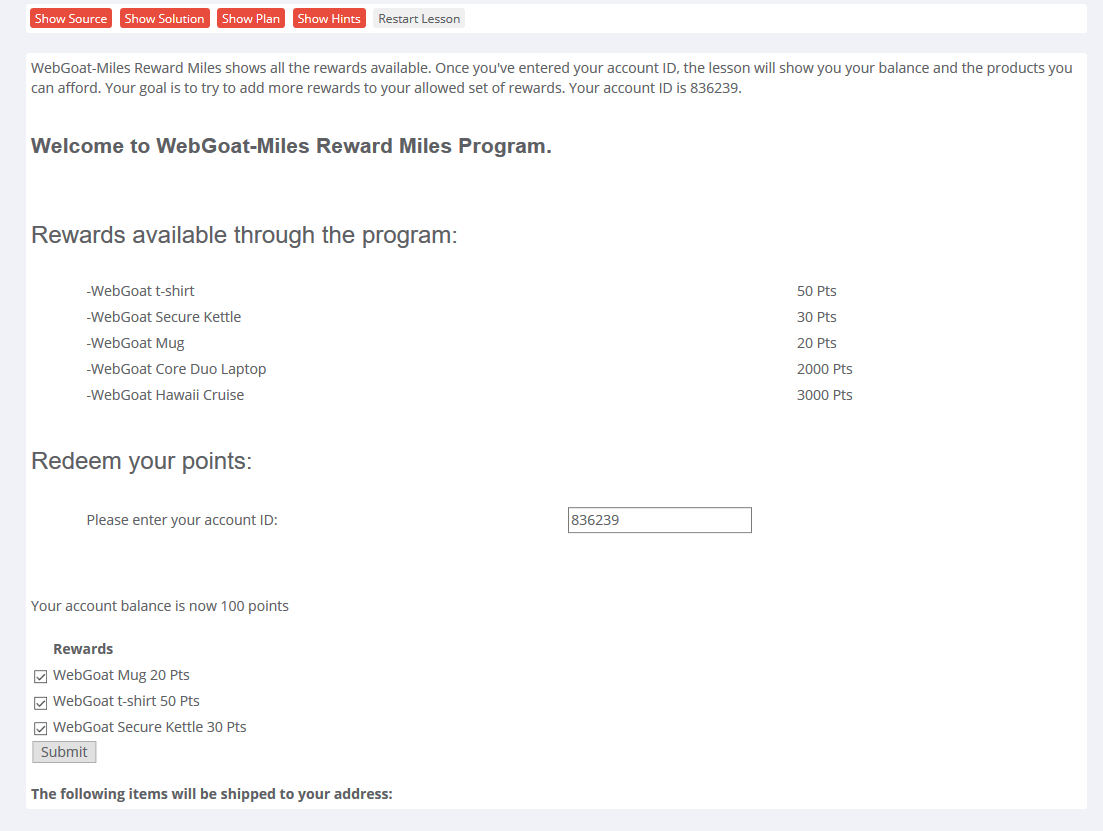 Show Source Show Solution Show Plan Show Hints Restart Lesson
WebGoat-Miles Reward Miles shows all the rewards available. Once you've entered your account ID, the lesson will show you your balance and the products you
can afford. Your goal is to try to add more rewards to your allowed set of rewards. Your account ID is 836239.
Welcome to WebGoat-Miles Reward Miles Program.
Rewards available through the program:
-WebGoat t-shirt 50 Pts
-WebGoat Secure Kettle 30 Pts
-WebGoat Mug 20 Pts
-WebGoat Core Duo Laptop 2000 Pts
-WebGoat Hawaii Cruise 3000 Pts
Redeem your points:
Please enter your account ID: 836239
Your account balance is now 100 points
Rewards
WebGoat Mug 20 Pts
WebGoat t-shirt 50 Pts
WebGoat Secure Kettle 30 Pts
Submit
The following items will be shipped to your address: